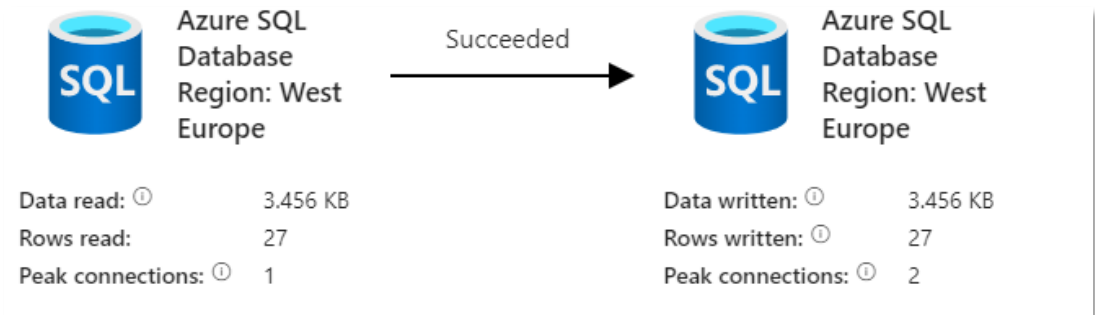 SQL
Azure SQL
Database
Region: West
Europe
Succeeded
SQL
Azure SQL
Database
Region: West
Europe
Data read: 3.456 KB
Rows read: 27
Peak connections: 1
Data written: 3.456 KB
Rows written: 27
Peak connections: 2